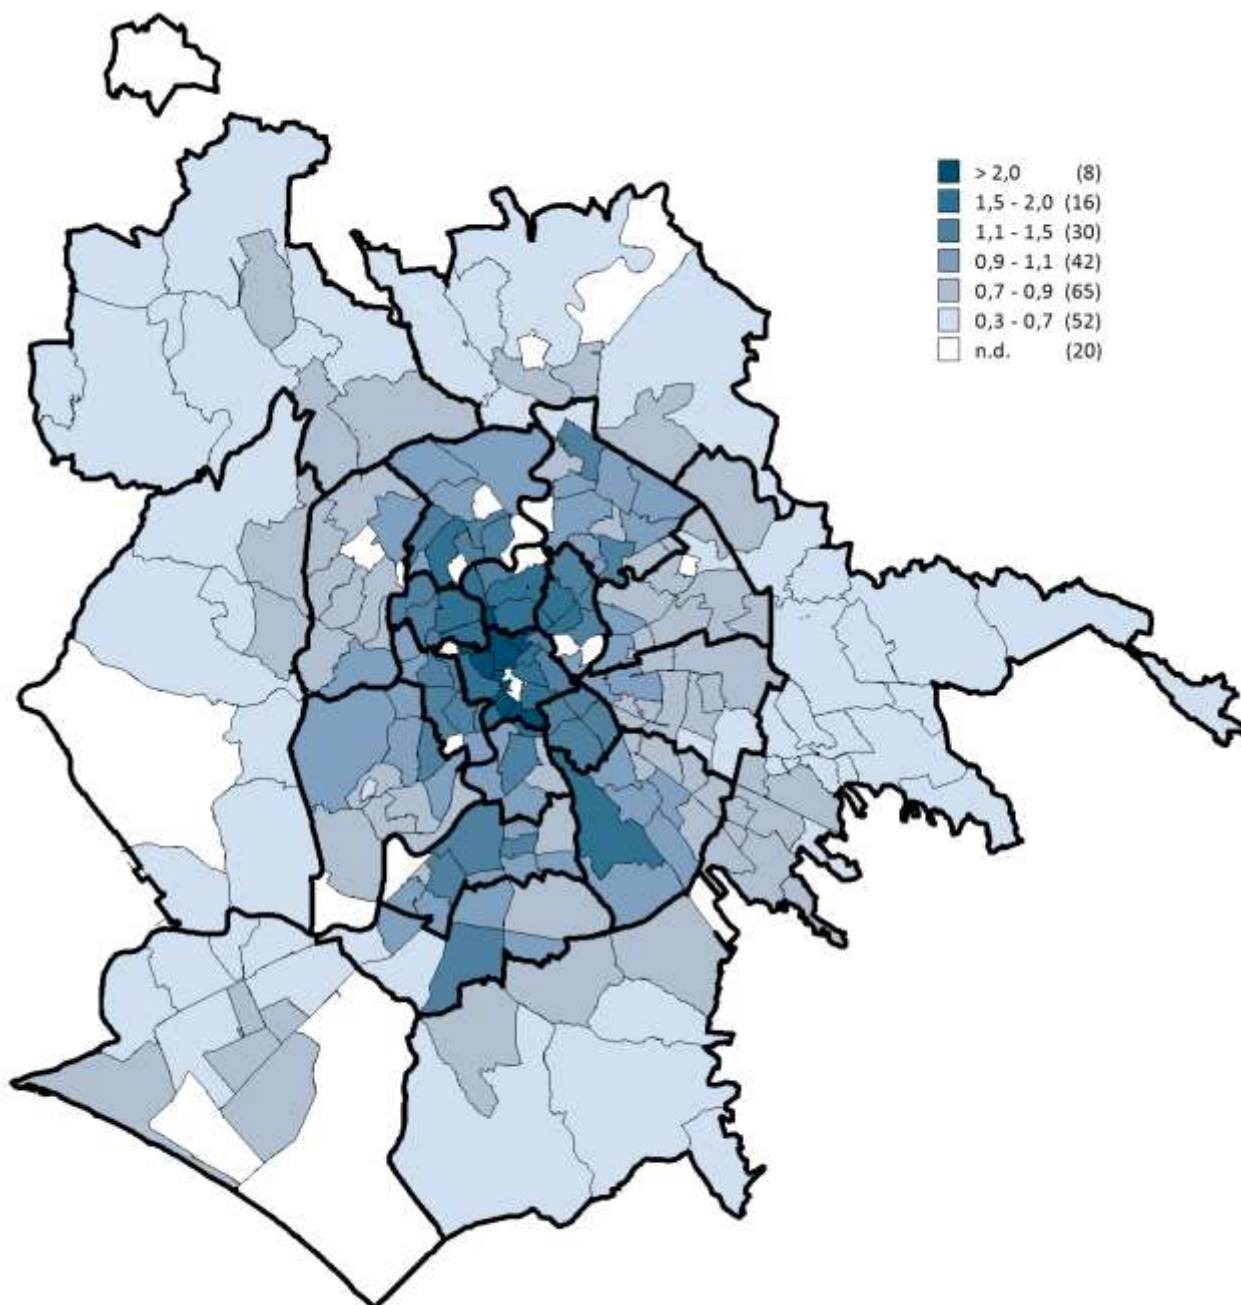 > 2,0 (8)
1,5 - 2,0 (16)
1,1 - 1,5 (30)
0,9 - 1,1 (42)
0,7 - 0,9 (65)
0,3 - 0,7 (52)
n.d. (20)